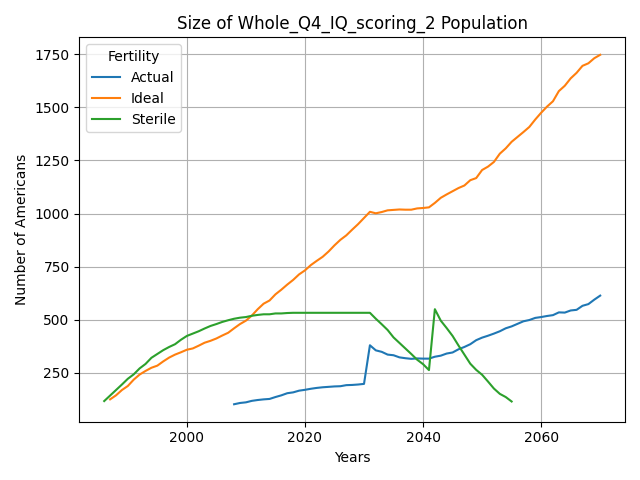 Size of Whole_Q4_IQ_scoring_2 Population
Fertility
Actual
Ideal
Sterile
Number of Americans
1750
1500
1250
1000
750
500
250
2000
2020
2040
2060
Years